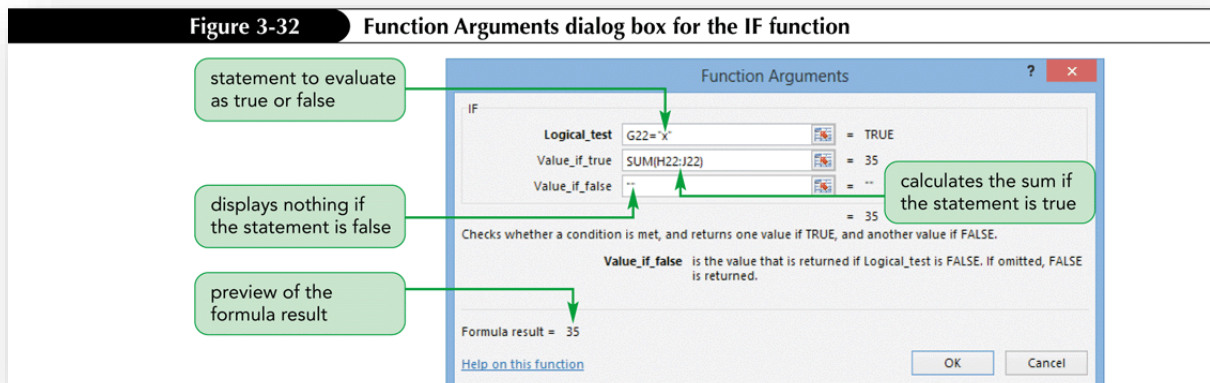 Figure 3-32 Function Arguments dialog box for the IF function
statement to evaluate
as true or false
Function Arguments ? ×
IF
Logical_test G22="x" = TRUE
Value_if_true SUM(H22:J22) = 35
Value_if_false "" = ""
calculates the sum if
the statement is true
displays nothing if
the statement is false
= 35
Checks whether a condition is met, and returns one value if TRUE, and another value if FALSE.
Value_if_false is the value that is returned if Logical_test is FALSE. If omitted, FALSE
is returned.
preview of the
formula result
Formula result = 35
Help on this function
OK Cancel